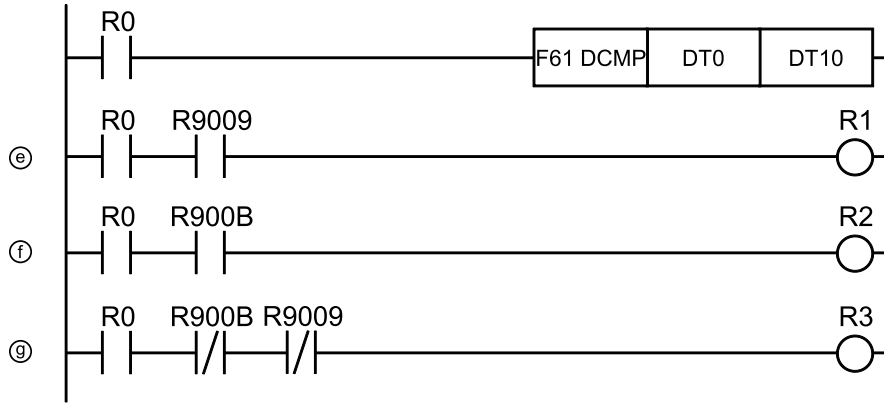 R0
F61 DCMP DT0 DT10
R0 R9009 R1
ⓔ
R0 R900B R2
ⓕ
R0 R900B R9009 R3
ⓖ